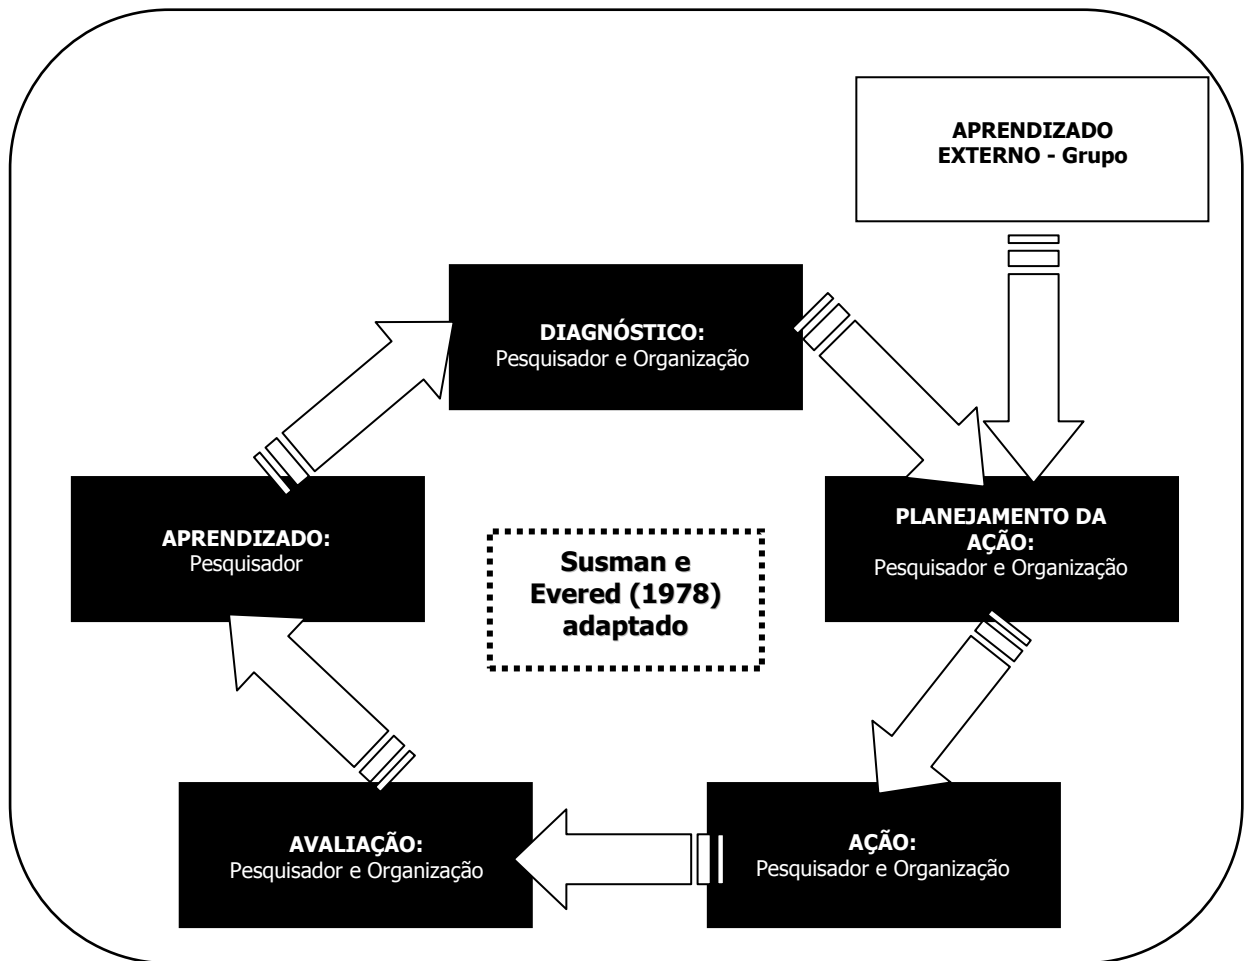 APRENDIZADO
EXTERNO - Grupo
DIAGNÓSTICO:
Pesquisador e Organização
APRENDIZADO:
Pesquisador
Susman e
Evered (1978)
adaptado
PLANEJAMENTO DA
AÇÃO:
Pesquisador e Organização
AVALIAÇÃO:
Pesquisador e Organização
AÇÃO:
Pesquisador e Organização